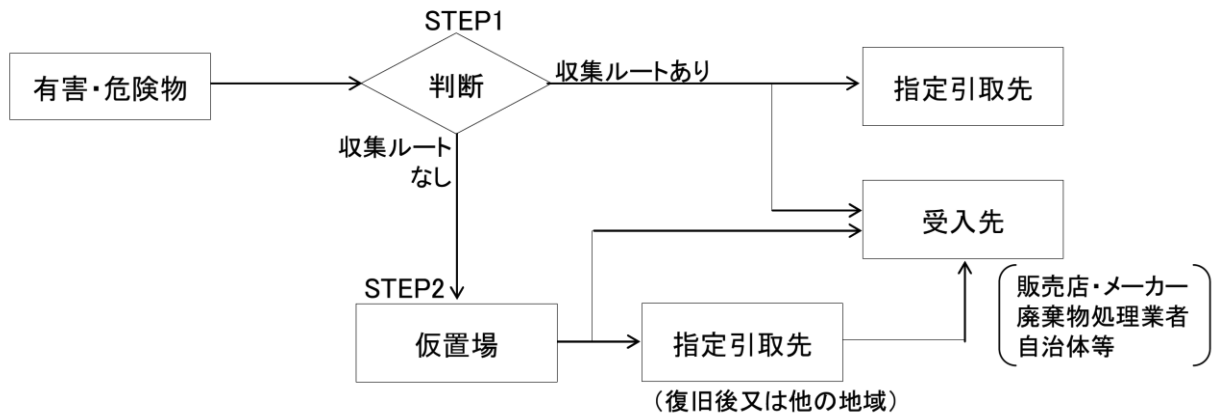 STEP1
有害・危険物
判断
収集ルートあり
指定引取先
収集ルート
なし
受入先
STEP2
仮置場
指定引取先
販売店・メーカー
廃棄物処理業者
自治体等
（復旧後又は他の地域）